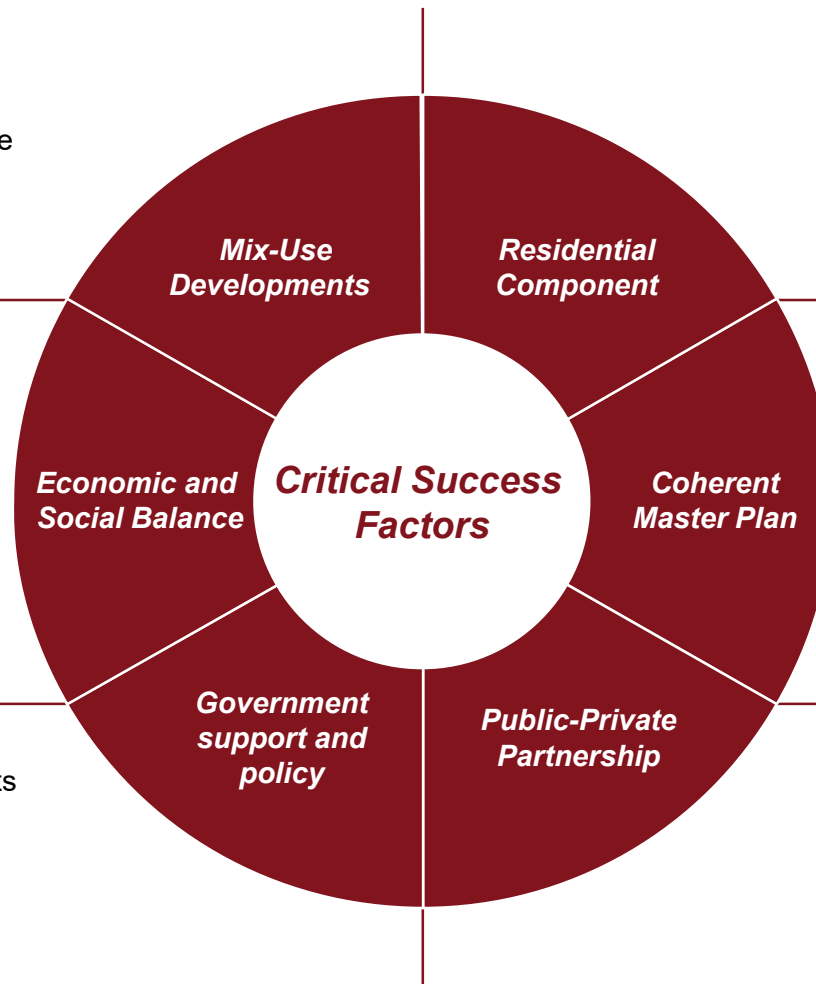 Mix-Use
Developments
Residential
Component
Economic and
Social Balance
Critical Success
Factors
Coherent
Master Plan
Government
support and
policy
Public-Private
Partnership